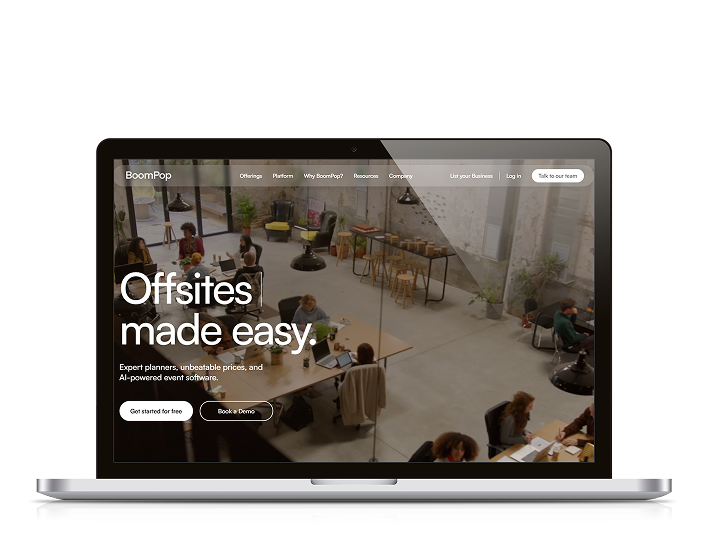 BoomPop
Offerings
Platform
Why BoomPop?
Resources
Company
List your Business
Log in
Talk to our team
Offsites
made easy.
Expert planners, unbeatable prices, and
AI-powered event software.
Get started for free
Book a Demo